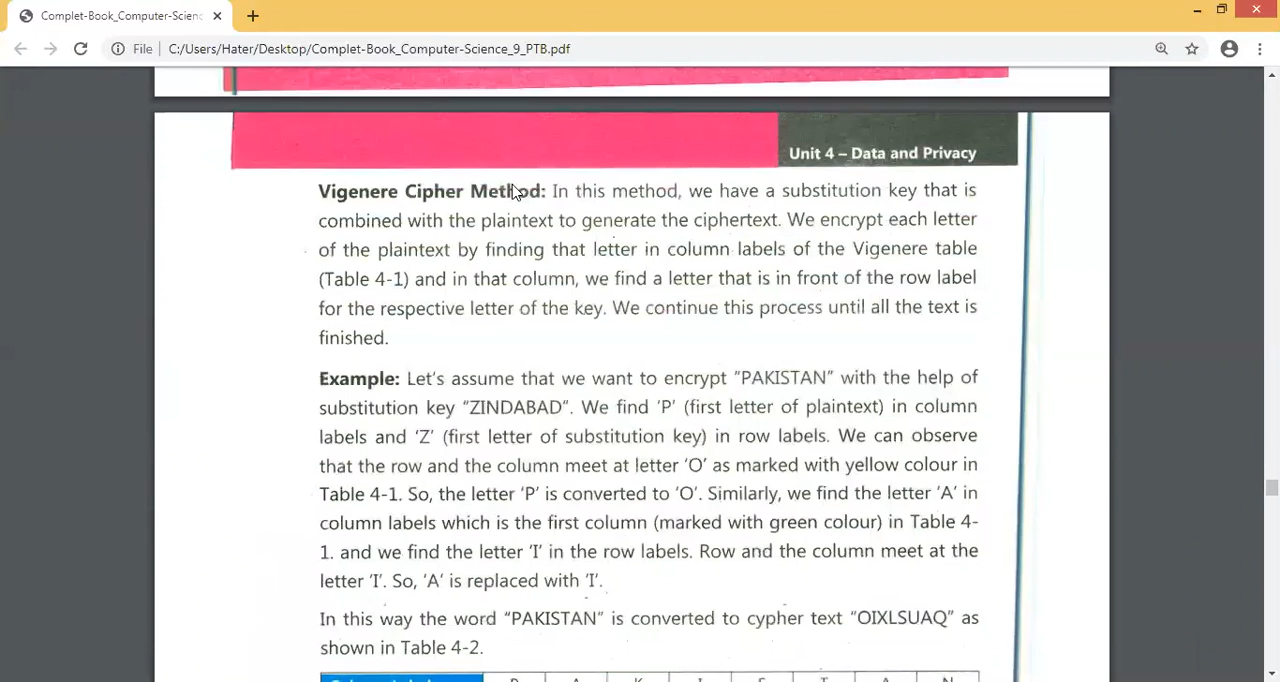 Complet-Book_Computer-Scienc
File
C:/Users/Hater/Desktop/Complet-Book_Computer-Science_9_PTB.pdf
Unit 4 – Data and Privacy
Vigenere Cipher Method: In this method, we have a substitution key that is
combined with the plaintext to generate the ciphertext. We encrypt each letter
of the plaintext by finding that letter in column labels of the Vigenere table
(Table 4-1) and in that column, we find a letter that is in front of the row label
for the respective letter of the key. We continue this process until all the text is
finished.
Example: Let's assume that we want to encrypt "PAKISTAN" with the help of
substitution key "ZINDABAD". We find 'P' (first letter of plaintext) in column
labels and 'Z' (first letter of substitution key) in row labels. We can observe
that the row and the column meet at letter 'O' as marked with yellow colour in
Table 4-1. So, the letter 'P' is converted to 'O'. Similarly, we find the letter 'A' in
column labels which is the first column (marked with green colour) in Table 4-
1. and we find the letter 'I' in the row labels. Row and the column meet at the
letter 'I'. So, 'A' is replaced with 'I'.
In this way the word "PAKISTAN" is converted to cypher text "OIXLSUAQ" as
shown in Table 4-2.